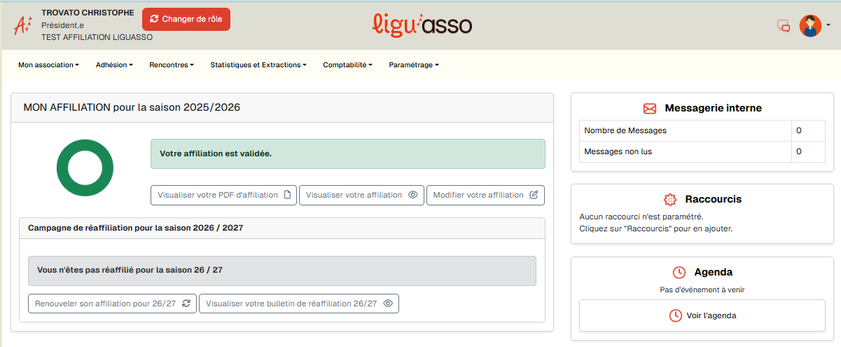 TROVATO CHRISTOPHE
Président.e
TEST AFFILIATION LIGUASSO
Changer de rôle
ligu'asso
Mon association
Adhésion
Rencontres
Statistiques et Extractions
Comptabilité
Paramétrage
MON AFFILIATION pour la saison 2025/2026
Votre affiliation est validée.
Visualiser votre PDF d'affiliation
Visualiser votre affiliation
Modifier votre affiliation
Campagne de réaffiliation pour la saison 2026 / 2027
Vous n'êtes pas réaffilié pour la saison 26 / 27
Renouveler son affiliation pour 26/27
Visualiser votre bulletin de réaffiliation 26/27
Messagerie interne
Nombre de Messages 0
Messages non lus 0
Raccourcis
Aucun raccourci n'est paramétré.
Cliquez sur "Raccourcis" pour en ajouter.
Agenda
Pas d'événement à venir
Voir l'agenda